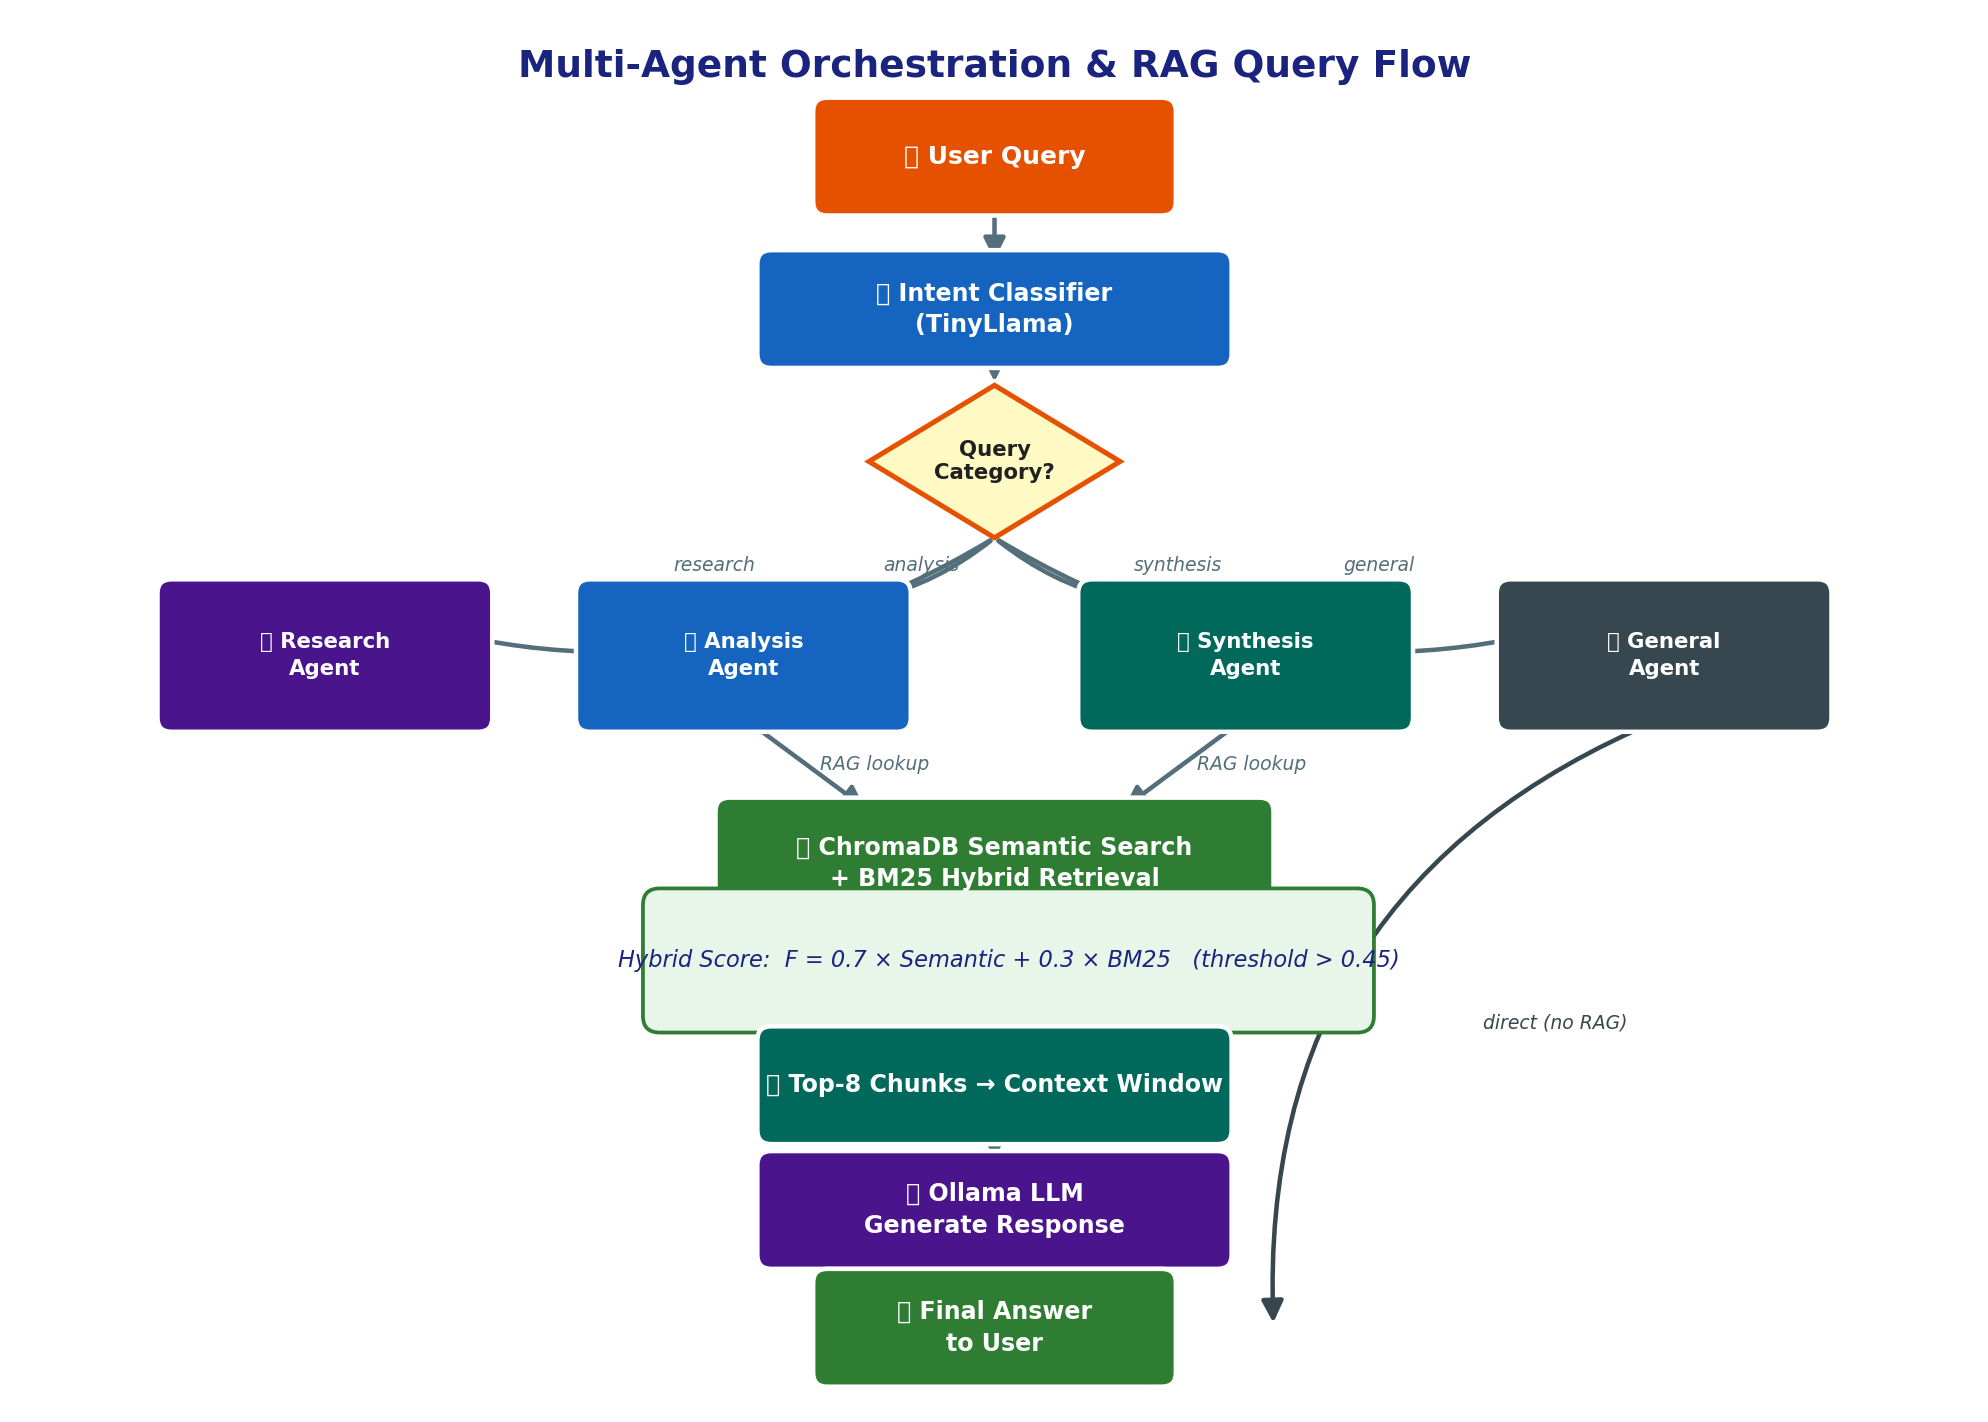 Multi-Agent Orchestration & RAG Query Flow
User Query
Intent Classifier
(TinyLlama)
Query
Category?
research
analysis
synthesis
general
Research
Agent
Analysis
Agent
Synthesis
Agent
General
Agent
RAG lookup
RAG lookup
ChromaDB Semantic Search
+ BM25 Hybrid Retrieval
Hybrid Score:  F = 0.7 × Semantic + 0.3 × BM25   (threshold > 0.45)
direct (no RAG)
Top-8 Chunks → Context Window
Ollama LLM
Generate Response
Final Answer
to User